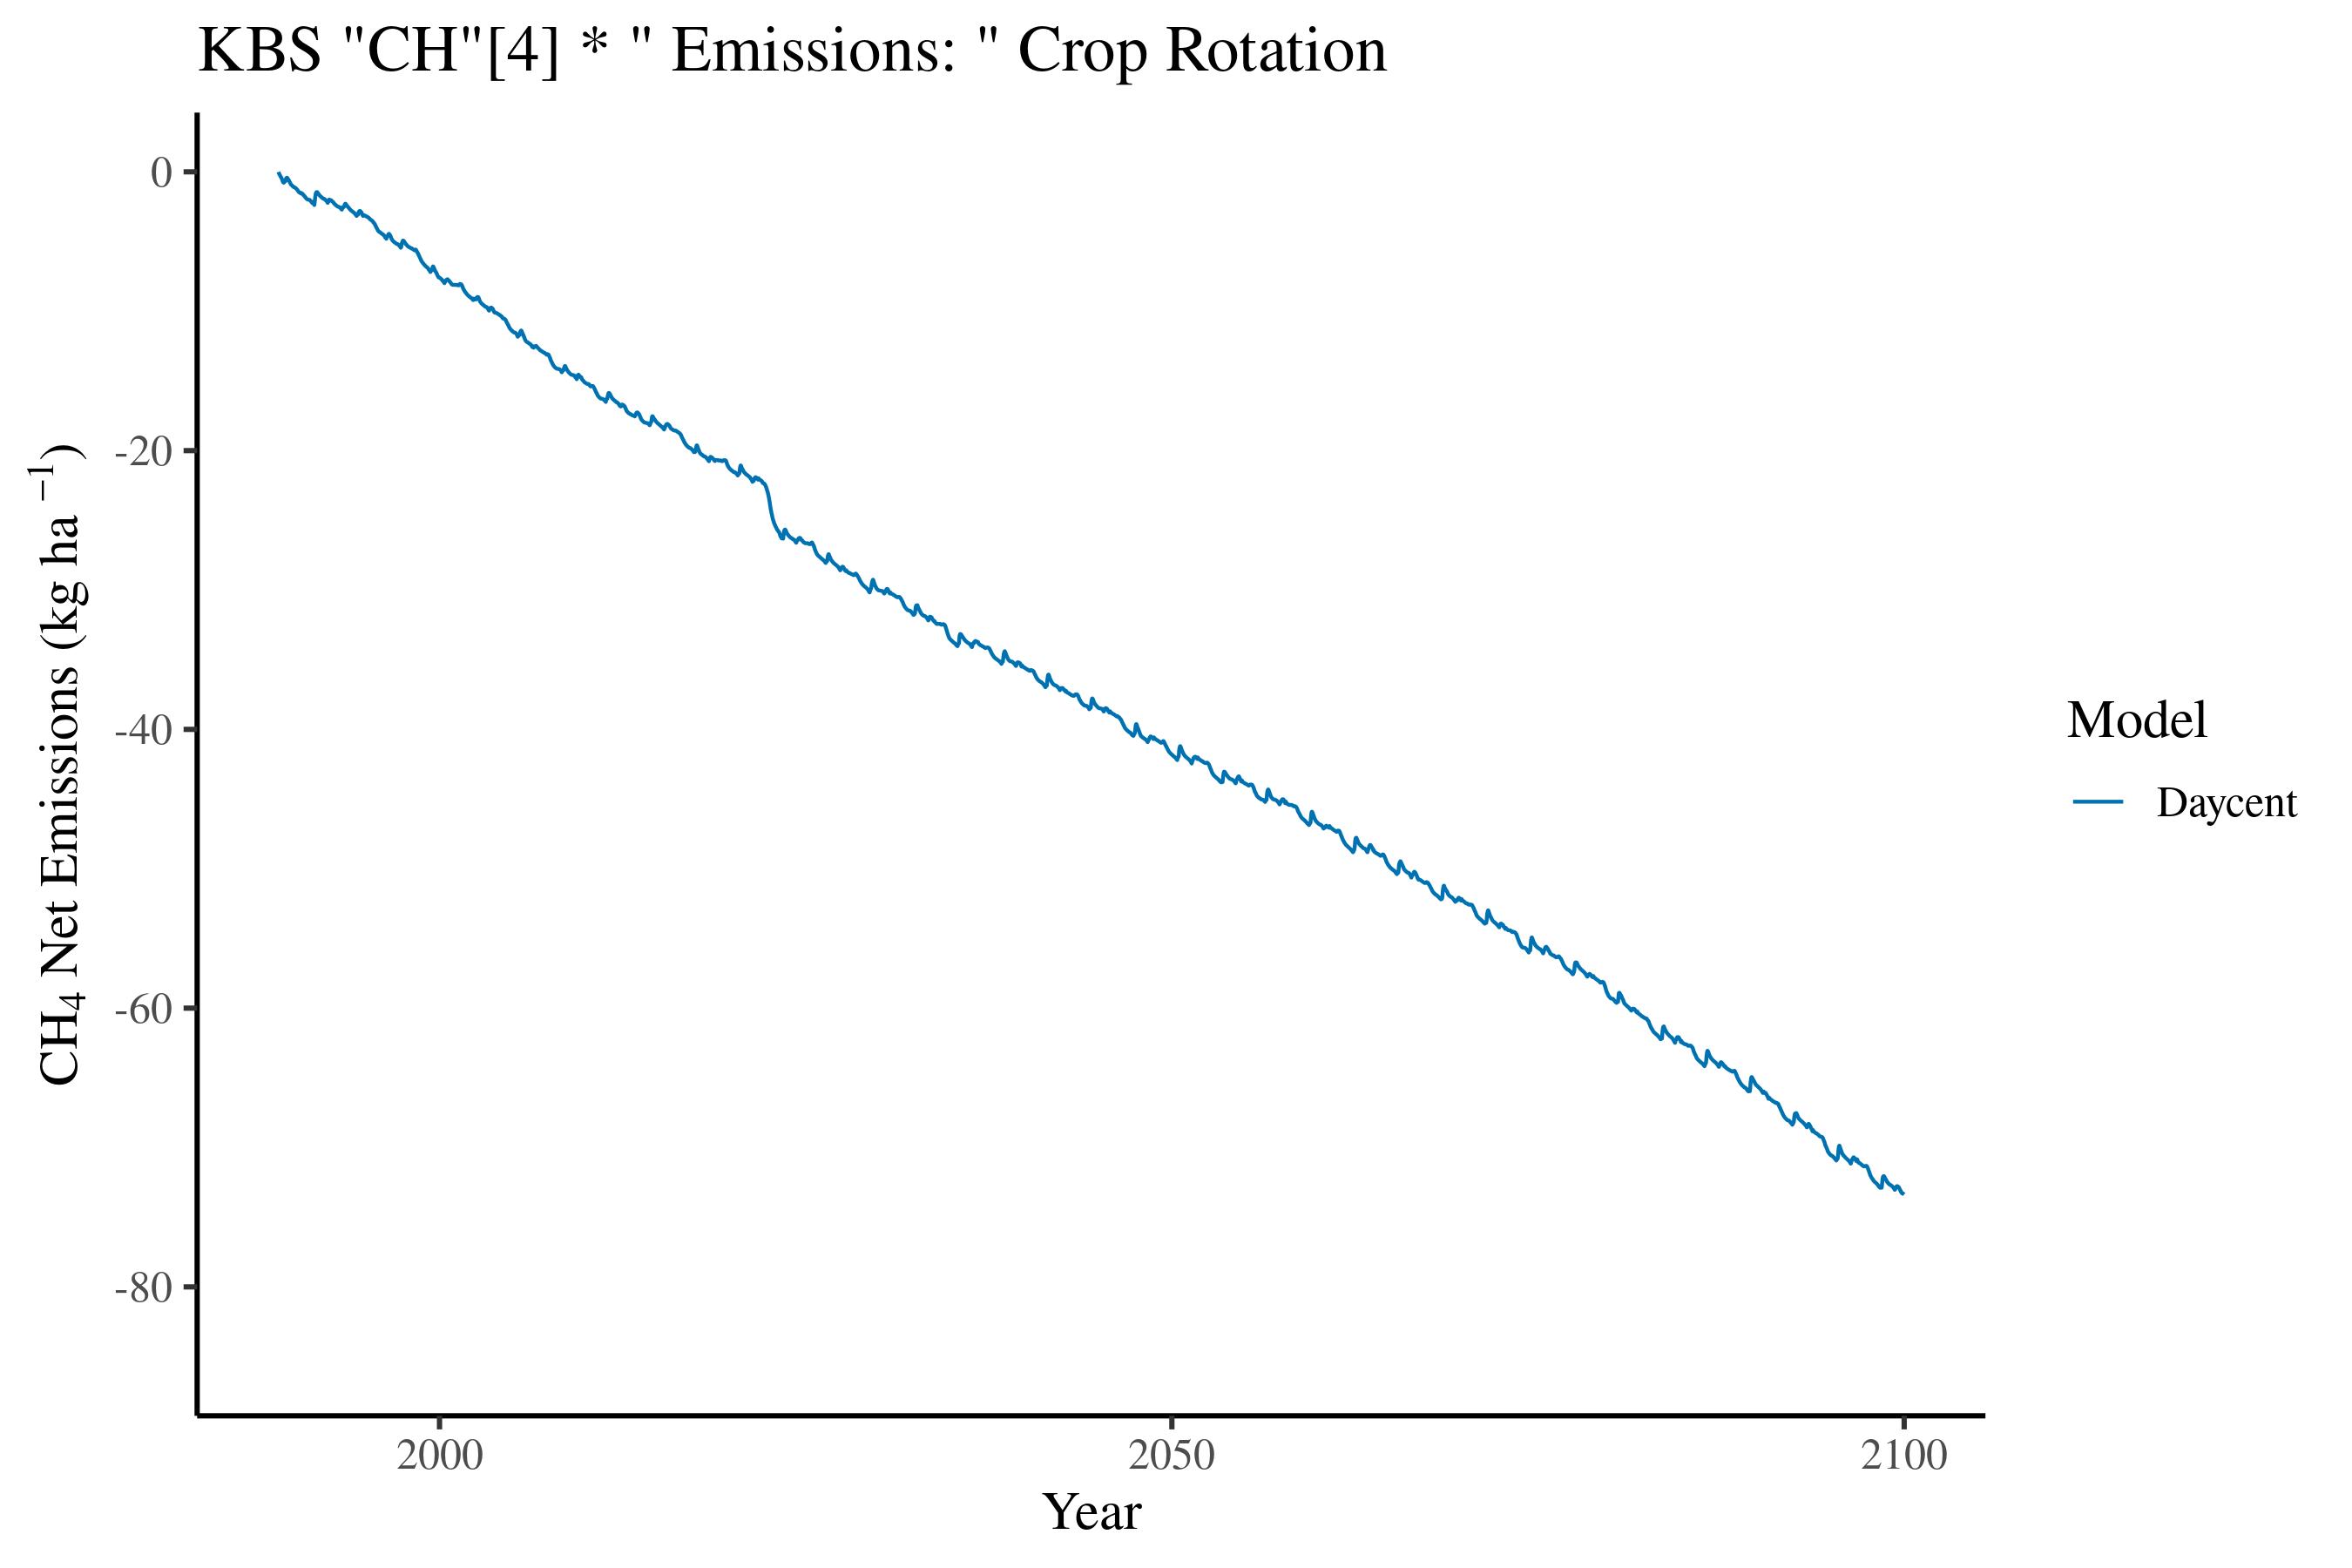 KBS "CH"[4] * " Emissions: " Crop Rotation
CH₄ Net Emissions (kg ha ⁻¹)
0
-20
-40
-60
-80
2000
2050
2100
Year
Model
Daycent